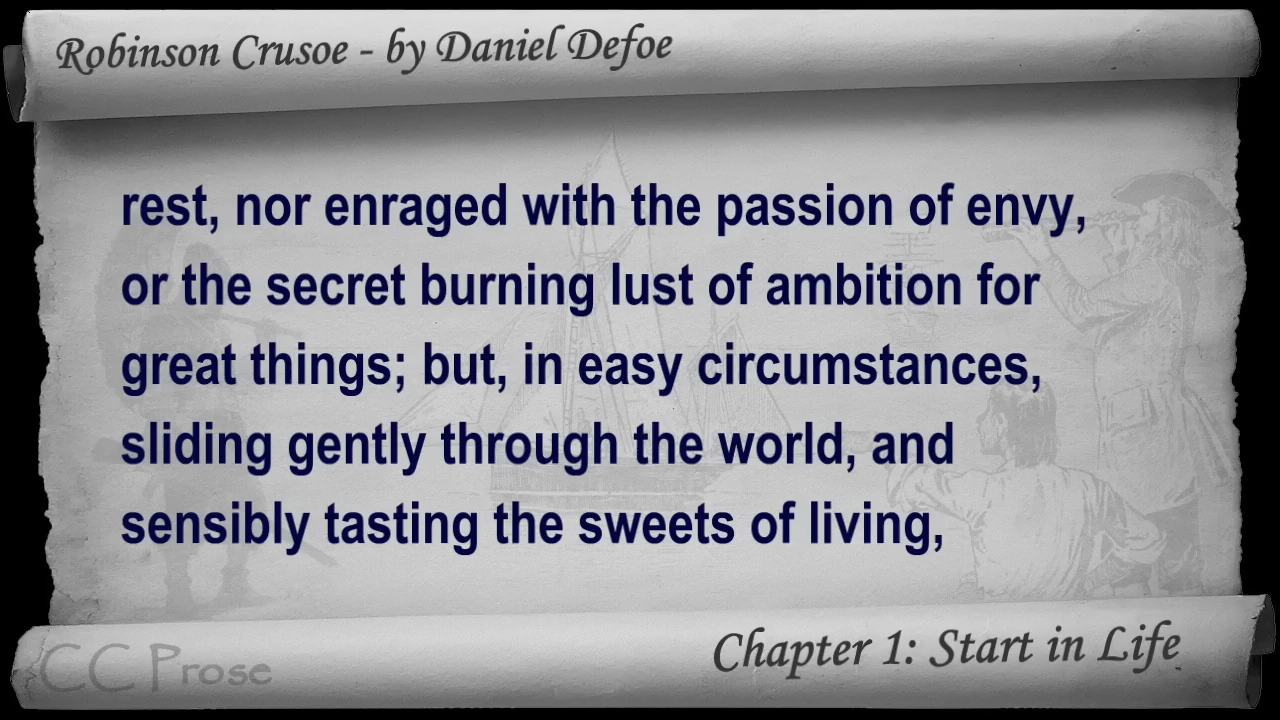 Robinson Crusoe - by Daniel Defoe
rest, nor enraged with the passion of envy,
or the secret burning lust of ambition for
great things; but, in easy circumstances,
sliding gently through the world, and
sensibly tasting the sweets of living,
Chapter 1: Start in Life
CC Prose